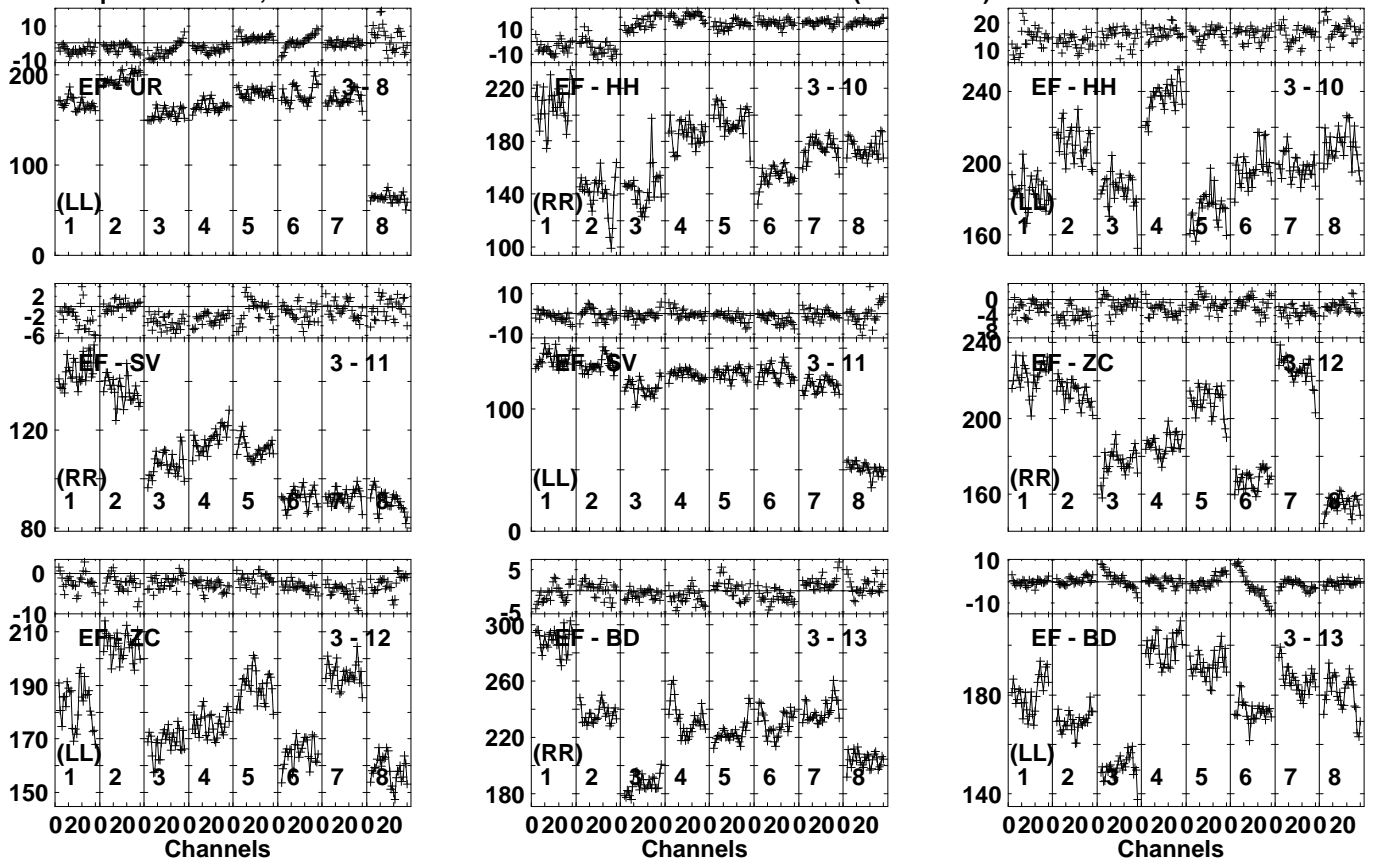 10
-10
200
EF - UR 3 - 8
100
(LL)
1 2 3 4 5 6 7 8
0
10
-10
220
EF - HH 3 - 10
180
140
(RR)
1 2 3 4 5 6 7 8
100
20
10
240
EF - HH 3 - 10
200
(LL)
1 2 3 4 5 6 7 8
160
2
-2
-6
EF - SV 3 - 11
120
(RR)
1 2 3 4 5 6 7 8
80
10
-10
EF - SV 3 - 11
100
(LL)
1 2 3 4 5 6 7 8
0
0
-4
-8
240
EF - ZC 3 - 12
200
(RR)
160
1 2 3 4 5 6 7 8
0
-10
210
EF - ZC 3 - 12
190
170
(LL)
1 2 3 4 5 6 7 8
150
0 20 0 20 0 20 0 20 0 20 0 20 0 20 0 20
Channels
5
-5
300
EF - BD 3 - 13
260
220
(RR)
1 2 3 4 5 6 7 8
180
0 20 0 20 0 20 0 20 0 20 0 20 0 20 0 20
Channels
10
-10
EF - BD 3 - 13
180
(LL)
1 2 3 4 5 6 7 8
140
0 20 0 20 0 20 0 20 0 20 0 20 0 20 0 20
Channels